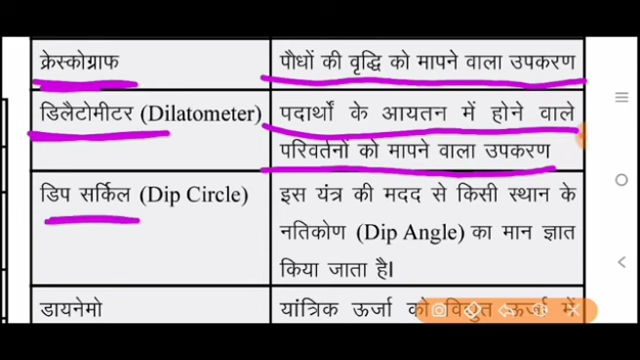 क्रेस्कोग्राफ
पौधों की वृद्धि को मापने वाला उपकरण
डिलैटोमीटर (Dilatometer)
पदार्थों के आयतन में होने वाले
परिवर्तनों को मापने वाला उपकरण
डिप सर्किल (Dip Circle)
इस यंत्र की मदद से किसी स्थान के
नतिकोण (Dip Angle) का मान ज्ञात
किया जाता है।
डायनेमो
यांत्रिक ऊर्जा को विद्युत ऊर्जा में